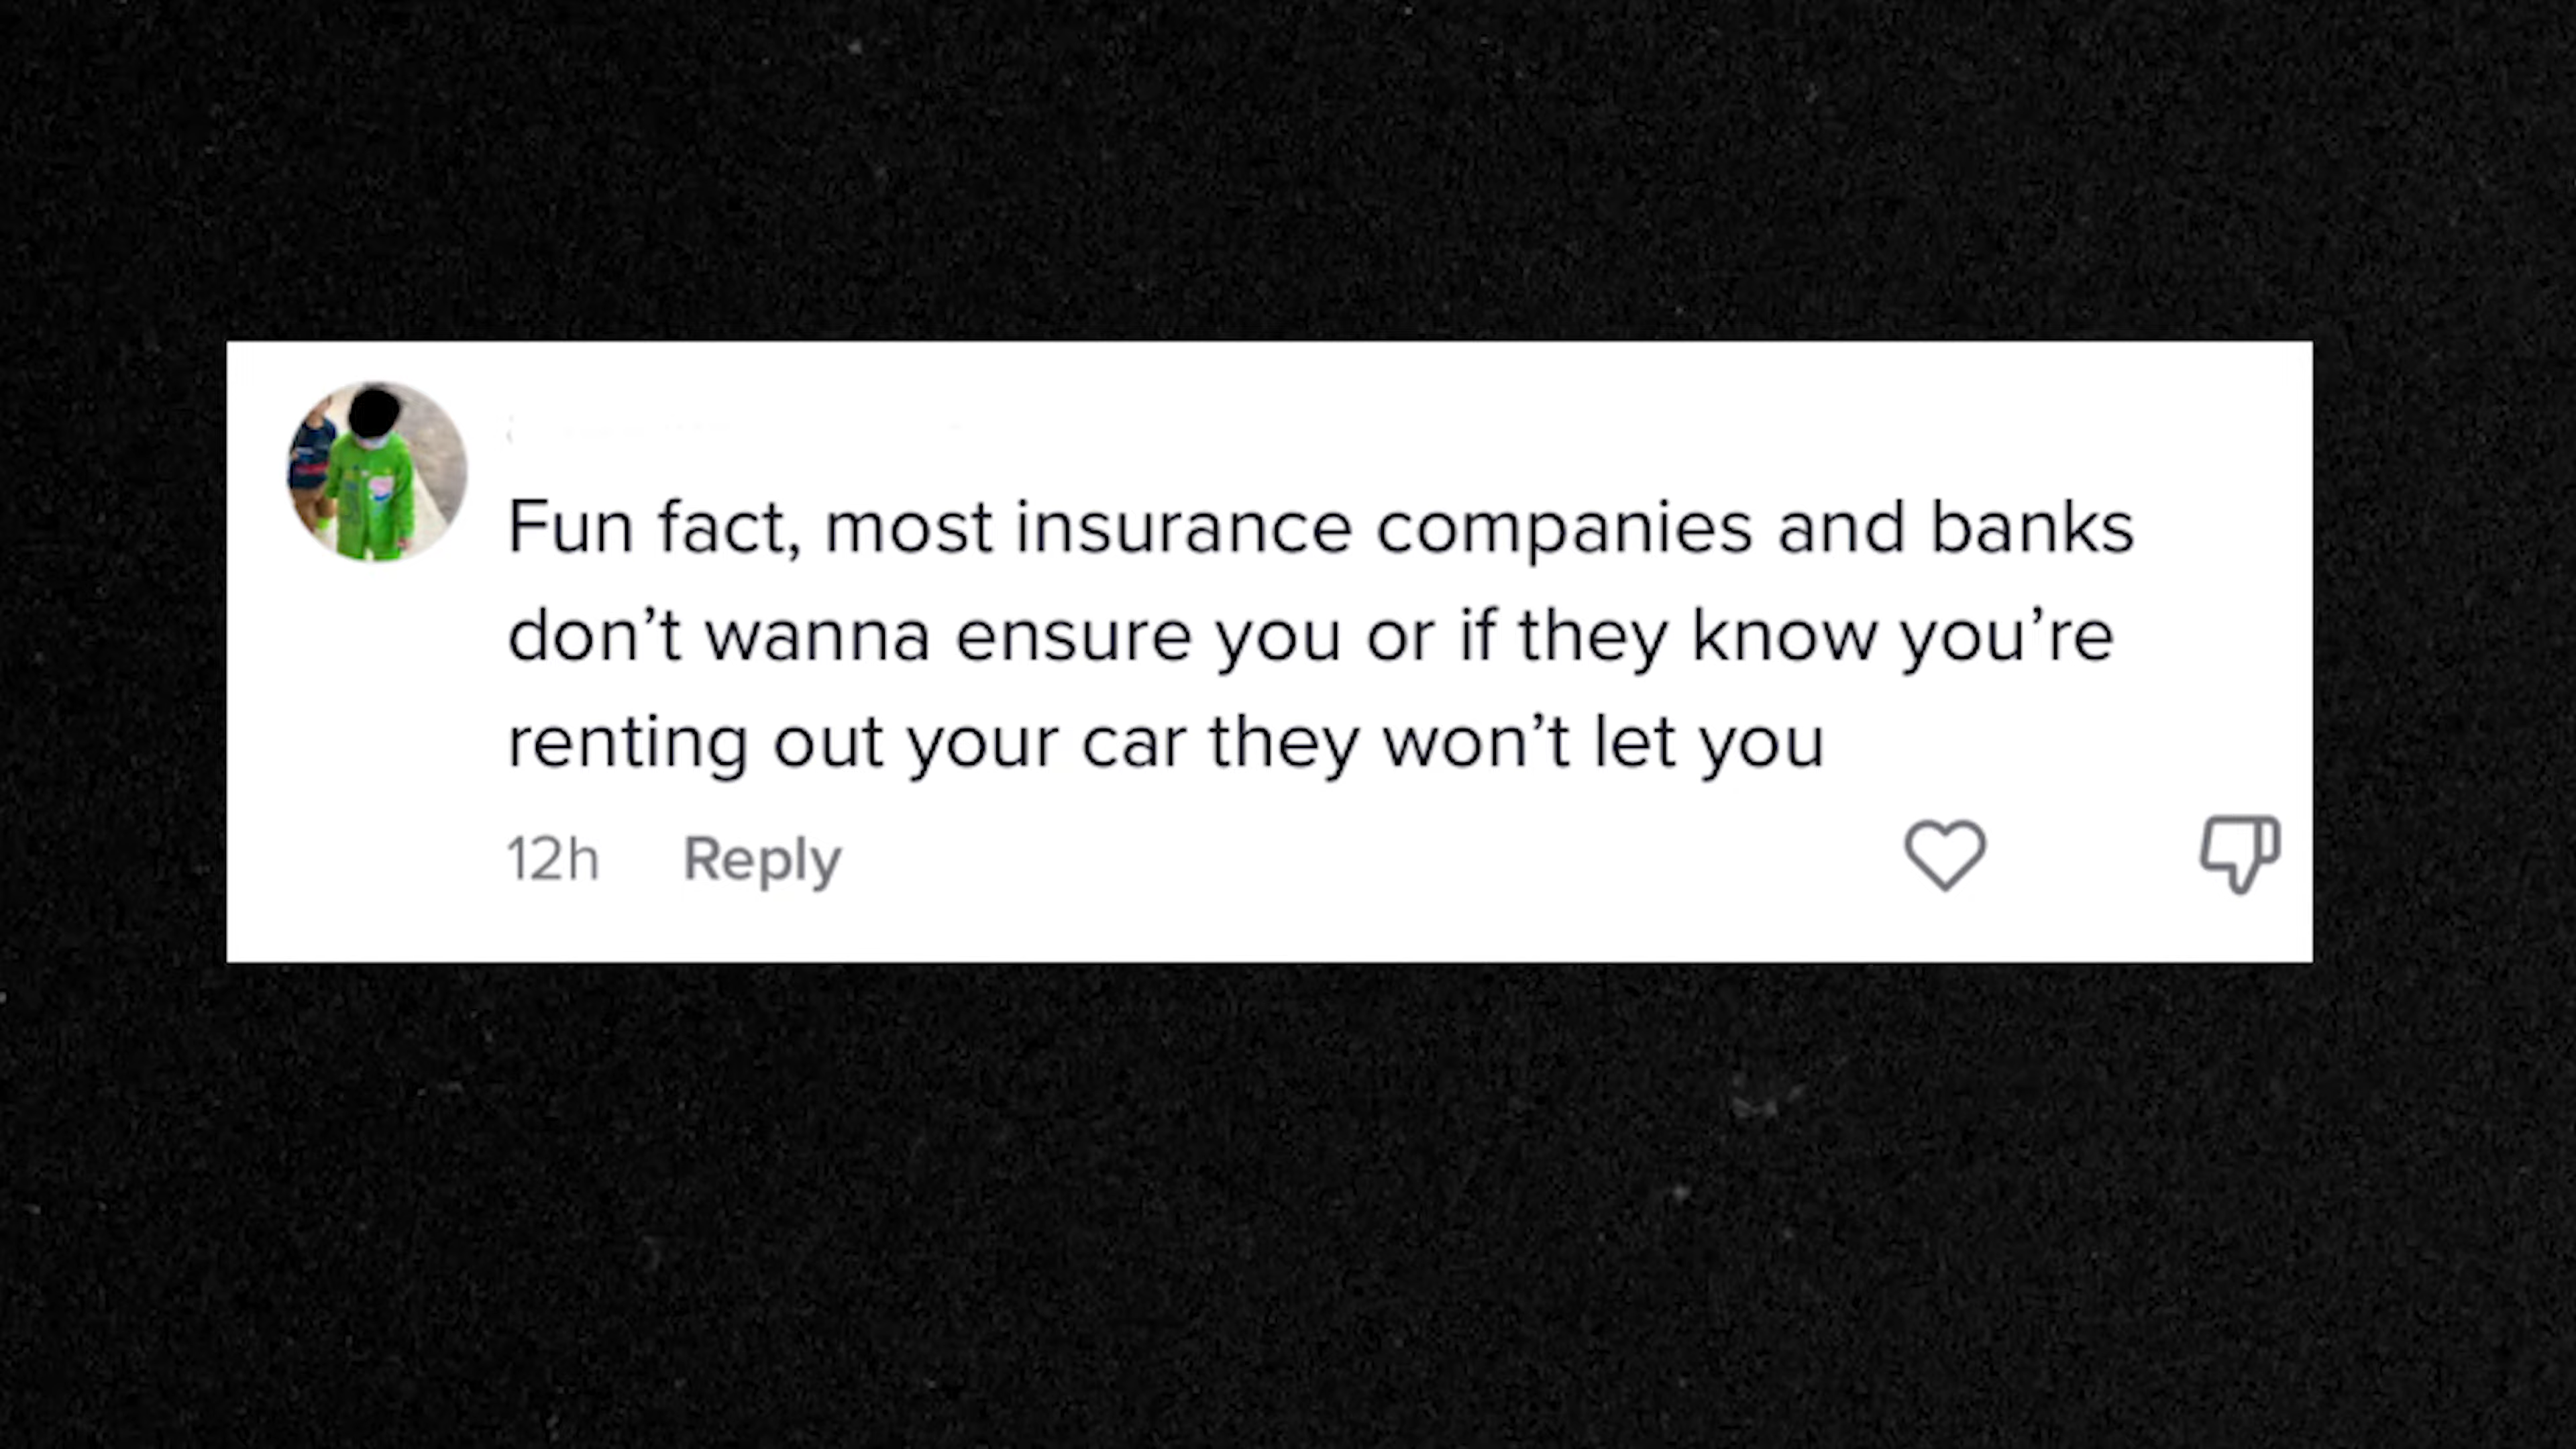 Fun fact, most insurance companies and banks
don’t wanna ensure you or if they know you’re
renting out your car they won’t let you
12h Reply